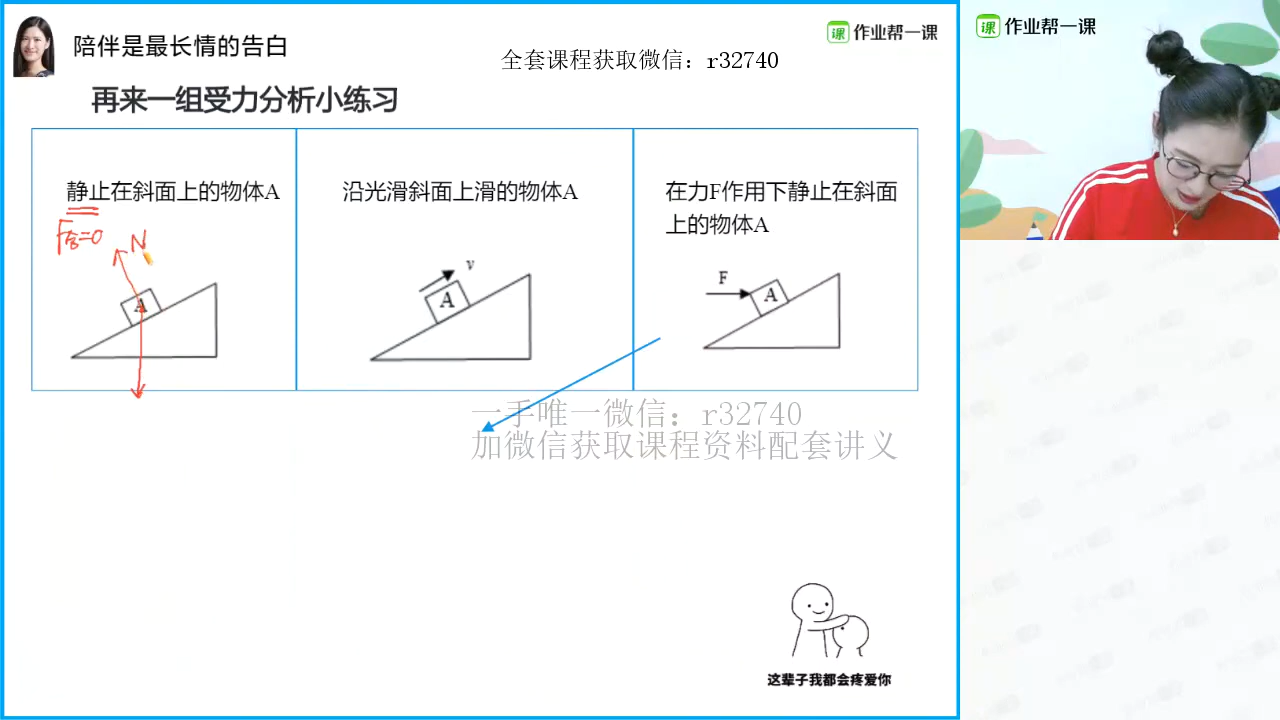 陪伴是最长情的告白
作业帮一课
作业帮一课
全套课程获取微信：r32740
再来一组受力分析小练习
静止在斜面上的物体A
沿光滑斜面上滑的物体A
在力F作用下静止在斜面
上的物体A
F合=0
N
A
v
A
F
A
一手唯一微信：r32740
加微信获取课程资料配套讲义
这辈子我都会疼爱你